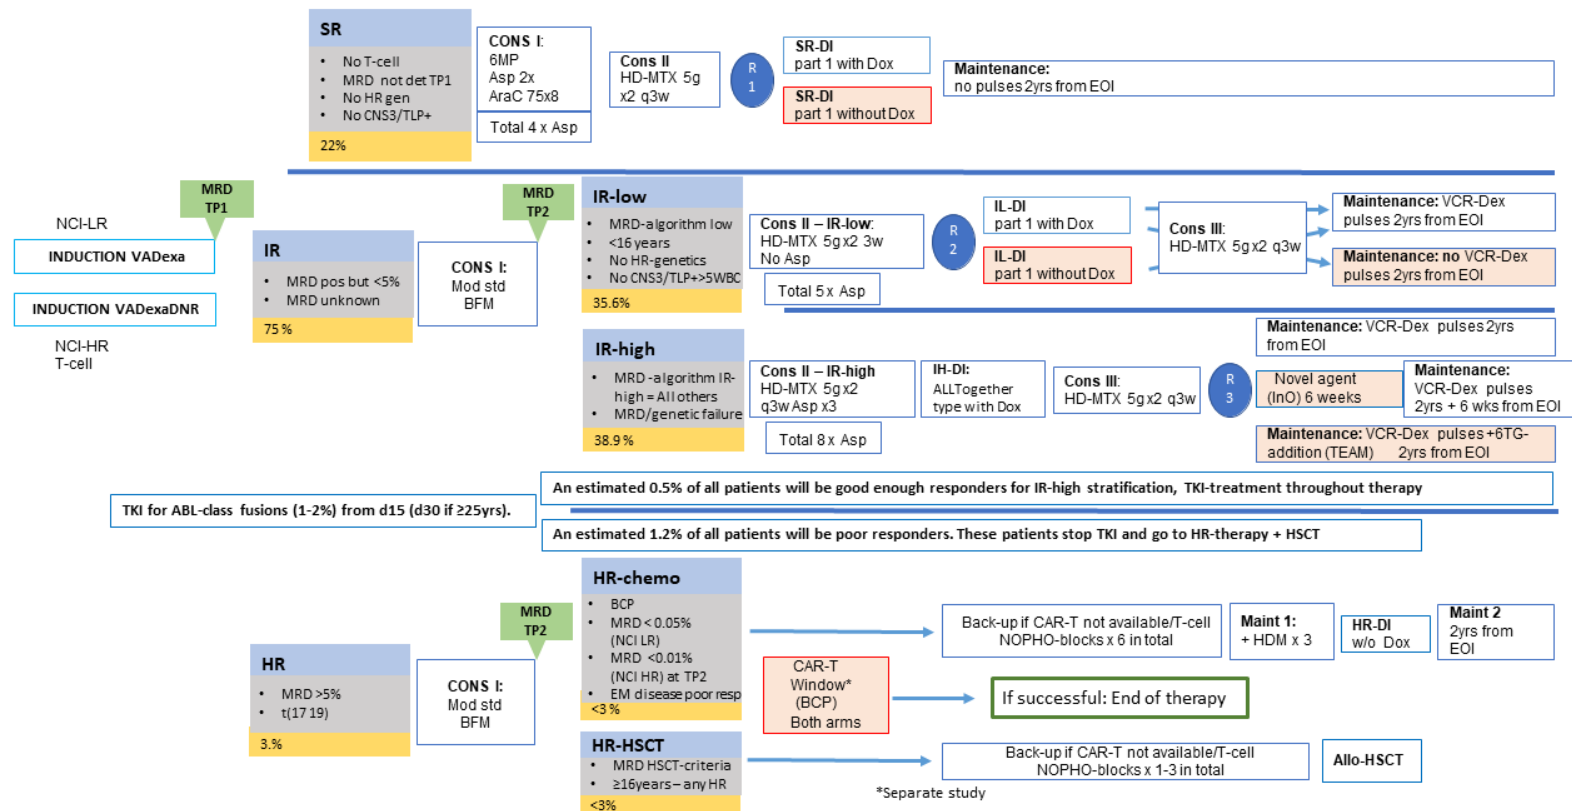 SR
• No T-cell
• MRD not det TP1
• No HR gen
• No CNS3/TLP+
22%
CONS I:
6MP
Asp 2x
AraC 75x8
Total 4 x Asp
Cons II
HD-MTX 5g
x2 q3w
R
1
SR-DI
part 1 with Dox
SR-DI
part 1 without Dox
Maintenance:
no pulses 2yrs from EOI
NCI-LR
INDUCTION VADexa
INDUCTION VADexaDNR
NCI-HR
T-cell
MRD
TP1
IR
• MRD pos but <5%
• MRD unknown
75 %
CONS I:
Mod std
BFM
MRD
TP2
IR-low
• MRD-algorithm low
• <16 years
• No HR-genetics
• No CNS3/TLP+>5WBC
35.6%
Cons II – IR-low:
HD-MTX 5gx2 3w
No Asp
Total 5 x Asp
R
2
IL-DI
part 1 with Dox
IL-DI
part 1 without Dox
Cons III:
HD-MTX 5gx2 q3w
Maintenance: VCR-Dex
pulses 2yrs from EOI
Maintenance: no VCR-Dex
pulses 2yrs from EOI
IR-high
• MRD -algorithm IR-
high = All others
• MRD/genetic failure
38.9 %
Cons II – IR-high
HD-MTX 5gx2
q3w Asp x3
Total 8 x Asp
IH-DI:
ALLTogether
type with Dox
Cons III:
HD-MTX 5gx2 q3w
R
3
Maintenance: VCR-Dex pulses 2yrs
from EOI
Novel agent
(InO) 6 weeks
Maintenance:
VCR-Dex pulses
2yrs + 6 wks from EOI
Maintenance: VCR-Dex pulses +6TG-
addition (TEAM) 2yrs from EOI
TKI for ABL-class fusions (1-2%) from d15 (d30 if ≥25yrs).
An estimated 0.5% of all patients will be good enough responders for IR-high stratification, TKI-treatment throughout therapy
An estimated 1.2% of all patients will be poor responders. These patients stop TKI and go to HR-therapy + HSCT
HR
• MRD >5%
• t(17 19)
3.%
CONS I:
Mod std
BFM
MRD
TP2
HR-chemo
• BCP
• MRD < 0.05%
(NCI LR)
• MRD <0.01%
(NCI HR) at TP2
• EM disease poor resp
<3 %
CAR-T
Window*
(BCP)
Both arms
Back-up if CAR-T not available/T-cell
NOPHO-blocks x 6 in total
Maint 1:
+ HDM x 3
HR-DI
w/o Dox
Maint 2
2yrs from
EOI
If successful: End of therapy
HR-HSCT
• MRD HSCT-criteria
• ≥16years – any HR
<3%
Back-up if CAR-T not available/T-cell
NOPHO-blocks x 1-3 in total
Allo-HSCT
*Separate study